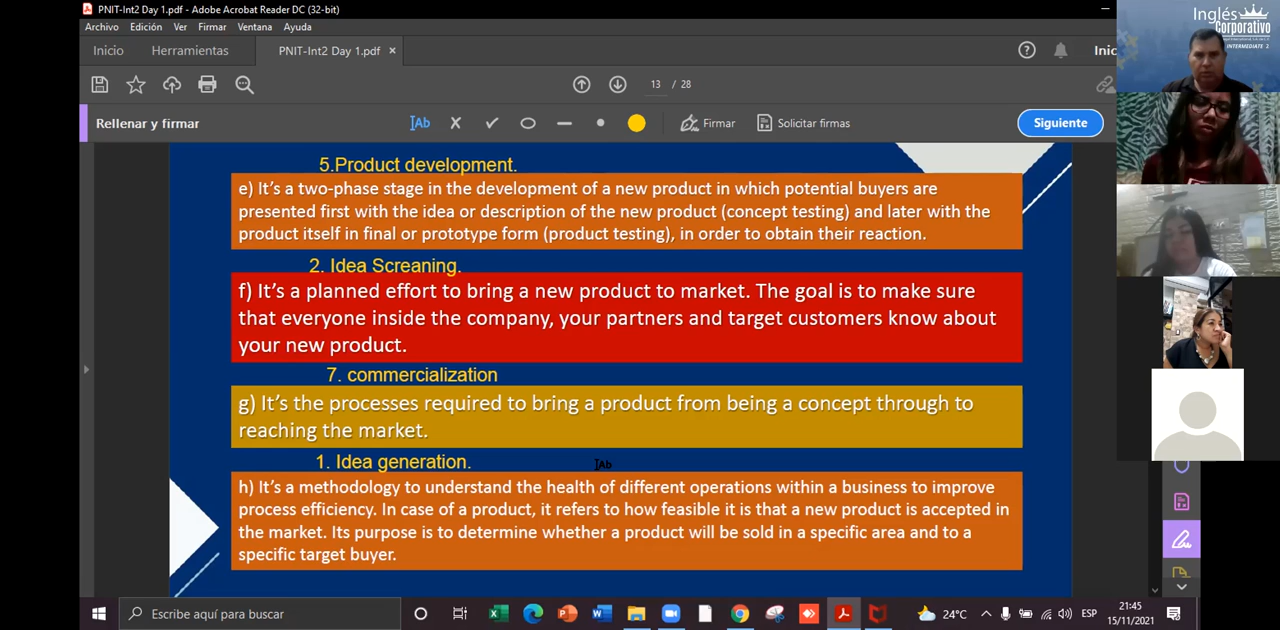 PNIT-Int2 Day 1.pdf - Adobe Acrobat Reader DC (32-bit)
Archivo Edición Ver Firmar Ventana Ayuda
Inicio Herramientas PNIT-Int2 Day 1.pdf × Inic
13 / 28
Rellenar y firmar Ab Firmar Solicitar firmas Siguiente
Inglés
Corporativo
INTERMEDIATE 2
5.Product development.
e) It's a two-phase stage in the development of a new product in which potential buyers are
presented first with the idea or description of the new product (concept testing) and later with the
product itself in final or prototype form (product testing), in order to obtain their reaction.
2. Idea Screaning.
f) It's a planned effort to bring a new product to market. The goal is to make sure
that everyone inside the company, your partners and target customers know about
your new product.
7. commercialization
g) It's the processes required to bring a product from being a concept through to
reaching the market.
1. Idea generation.
Ab
h) It's a methodology to understand the health of different operations within a business to improve
process efficiency. In case of a product, it refers to how feasible it is that a new product is accepted in
the market. Its purpose is to determine whether a product will be sold in a specific area and to a
specific target buyer.
Escribe aquí para buscar 24°C ESP 21:45
15/11/2021